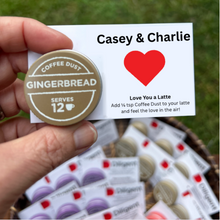 COFFEE DUST
GINGERBREAD
SERVES
12
Casey & Charlie
Love You a Latte
Add ¼ tsp Coffee Dust to your latte
and feel the love in the air!